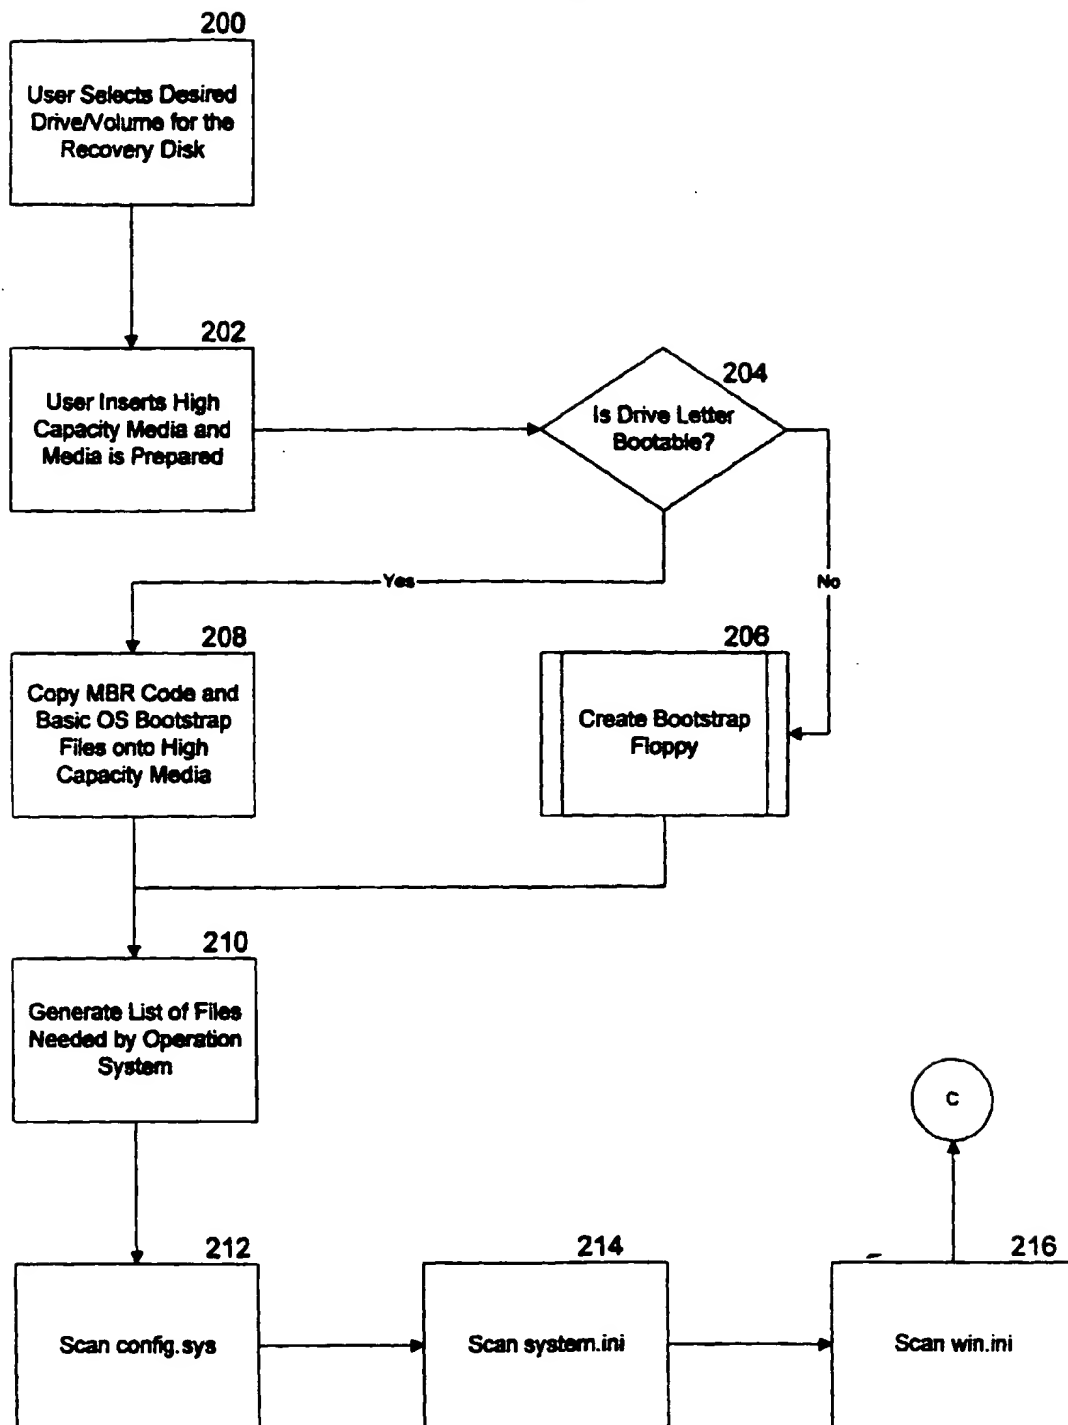 200
User Selects Desired
Drive/Volume for the
Recovery Disk
202
User Inserts High
Capacity Media and
Media is Prepared
204
Is Drive Letter
Bootable?
Yes
No
208
Copy MBR Code and
Basic OS Bootstrap
Files onto High
Capacity Media
206
Create Bootstrap
Floppy
210
Generate List of Files
Needed by Operation
System
C
212
Scan config.sys
214
Scan system.ini
216
Scan win.ini